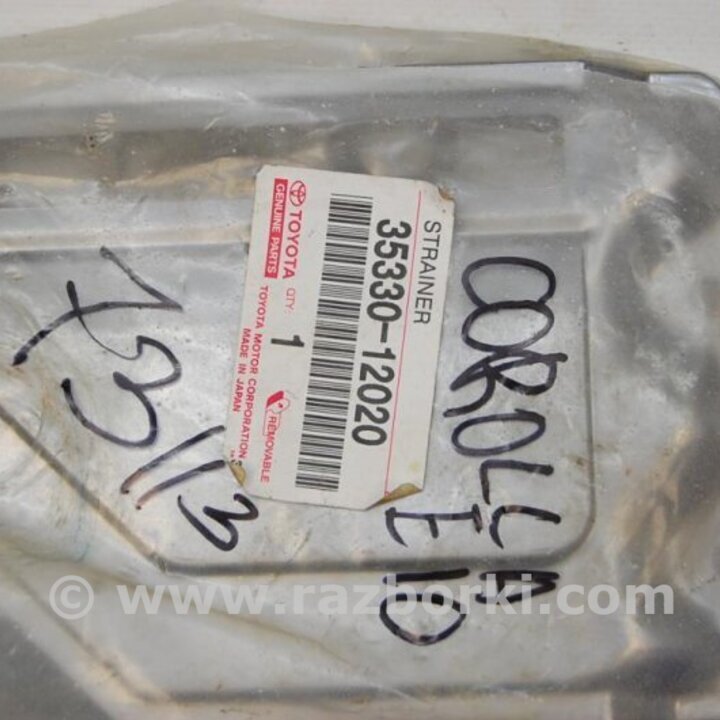 STRAINER
35330-12020
TOYOTA
GENUINE PARTS
QTY:
1
TOYOTA MOTOR CORPORATION
MADE IN JAPAN
REMOVABLE
COROLLA
E10
© www.razborki.com